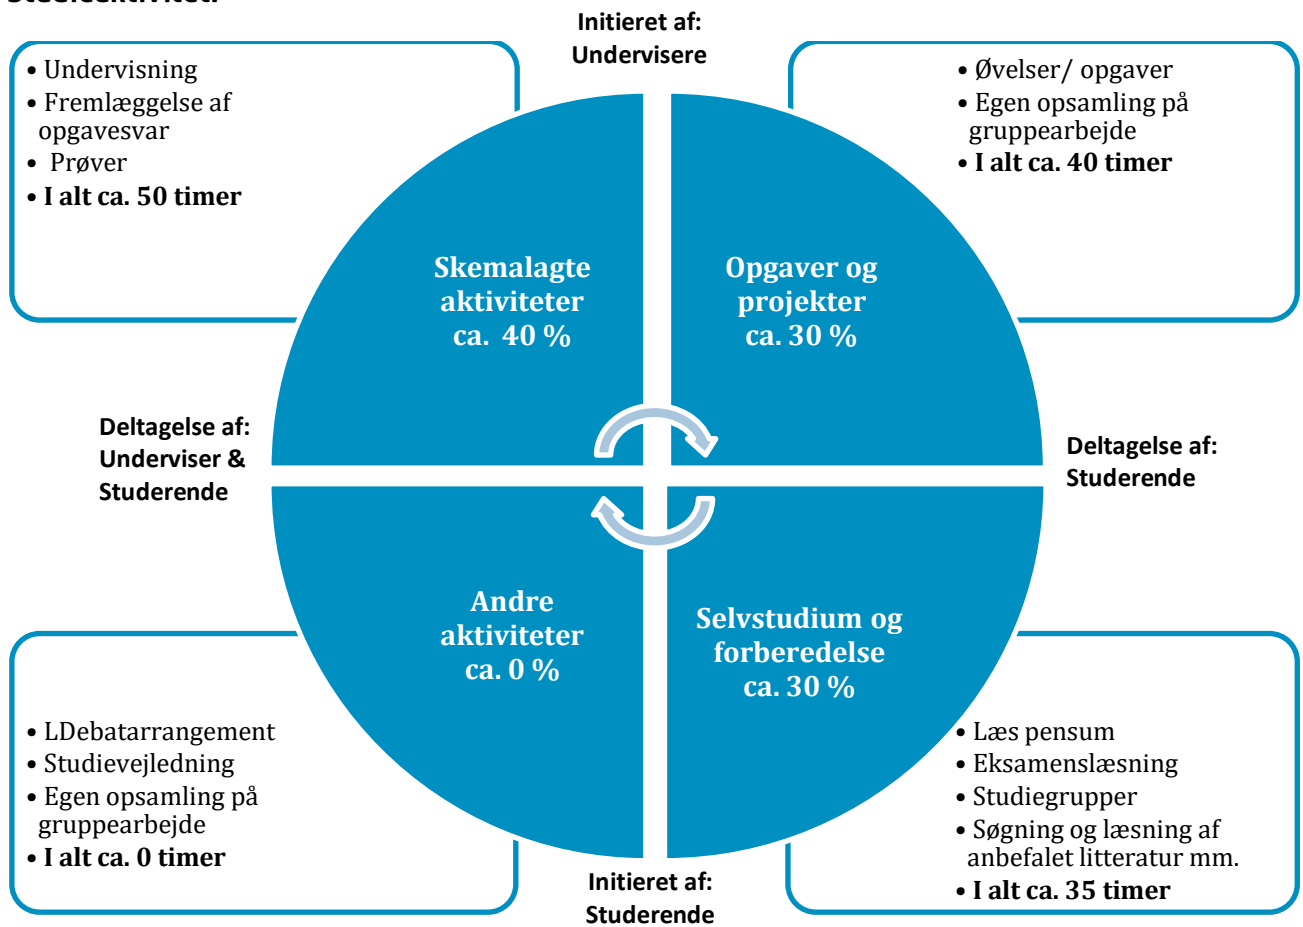 Initieret af:
Undervisere
• Undervisning
• Fremlæggelse af
opgavesvar
• Prøver
• I alt ca. 50 timer
• Øvelser/ opgaver
• Egen opsamling på
gruppearbejde
• I alt ca. 40 timer
Skemalagte
aktiviteter
ca. 40 %
Opgaver og
projekter
ca. 30 %
Deltagelse af:
Underviser &
Studerende
Deltagelse af:
Studerende
Andre
aktiviteter
ca. 0 %
Selvstudium og
forberedelse
ca. 30 %
• LDebatarrangement
• Studievejledning
• Egen opsamling på
gruppearbejde
• I alt ca. 0 timer
• Læs pensum
• Eksamenslæsning
• Studiegrupper
• Søgning og læsning af
anbefalet litteratur mm.
• I alt ca. 35 timer
Initieret af:
Studerende